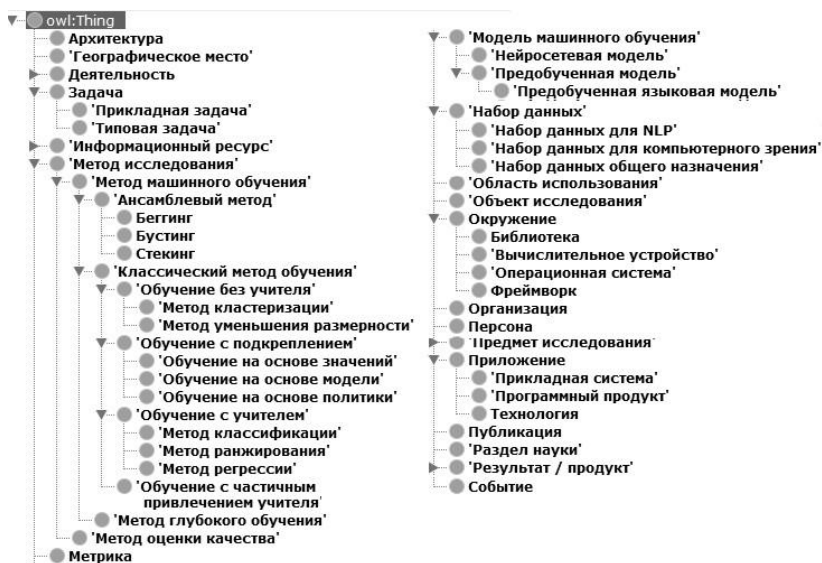 owl:Thing
Архитектура
'Географическое место'
Деятельность
Задача
'Прикладная задача'
'Типовая задача'
'Информационный ресурс'
'Метод исследования'
'Метод машинного обучения'
'Ансамблевый метод'
Беггинг
Бустинг
Стекинг
'Классический метод обучения'
'Обучение без учителя'
'Метод кластеризации'
'Метод уменьшения размерности'
'Обучение с подкреплением'
'Обучение на основе значений'
'Обучение на основе модели'
'Обучение на основе политики'
'Обучение с учителем'
'Метод классификации'
'Метод ранжирования'
'Метод регрессии'
'Обучение с частичным
привлечением учителя'
'Метод глубокого обучения'
'Метод оценки качества'
Метрика
'Модель машинного обучения'
'Нейросетевая модель'
'Предобученная модель'
'Предобученная языковая модель'
'Набор данных'
'Набор данных для NLP'
'Набор данных для компьютерного зрения'
'Набор данных общего назначения'
'Область использования'
'Объект исследования'
Окружение
Библиотека
'Вычислительное устройство'
'Операционная система'
Фреймворк
Организация
Персона
'Предмет исследования'
Приложение
'Прикладная система'
'Программный продукт'
Технология
Публикация
'Раздел науки'
'Результат / продукт'
Событие